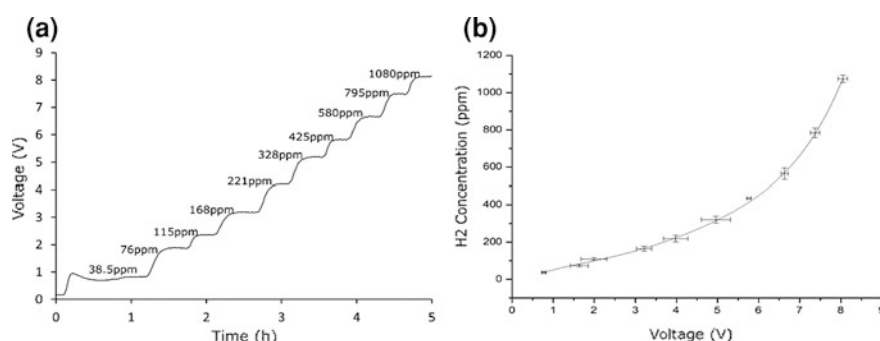 (a)
9
8
7
6
5
4
3
2
1
0
Voltage (V)
38.5ppm
76ppm
115ppm
168ppm
221ppm
328ppm
425ppm
580ppm
795ppm
1080ppm
0 1 2 3 4 5
Time (h)
(b)
1200
1000
800
600
400
200
0
H2 Concentration (ppm)
0 1 2 3 4 5 6 7 8 9
Voltage (V)